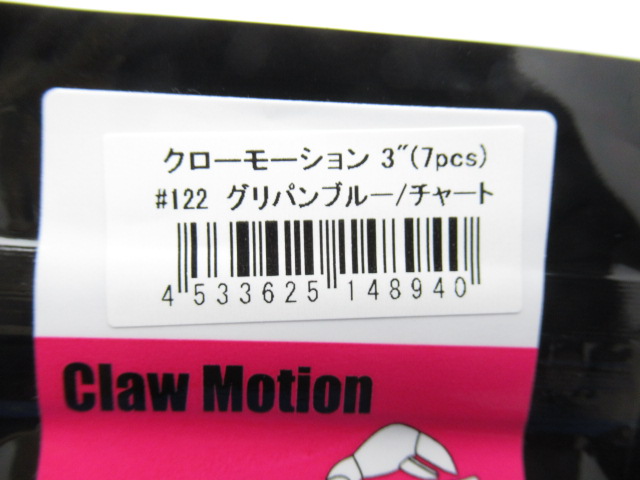 クローモーション 3"(7pcs)
#122 グリパンブルー/チャート
4 533625 148940
Claw Motion